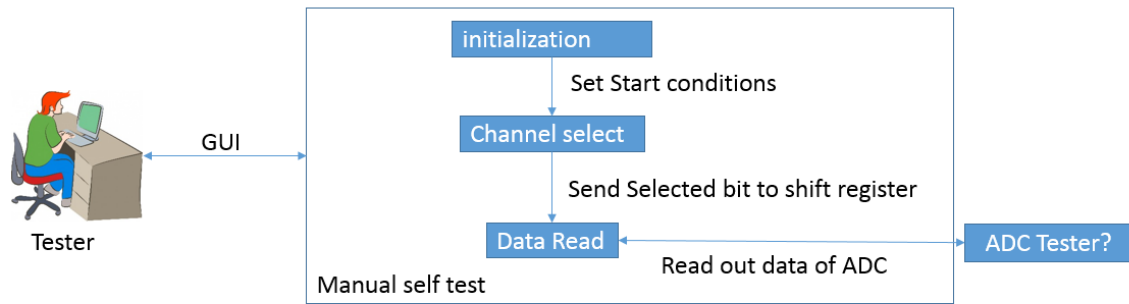 initialization
Set Start conditions
Channel select
GUI
Send Selected bit to shift register
Tester
Data Read
ADC Tester?
Read out data of ADC
Manual self test